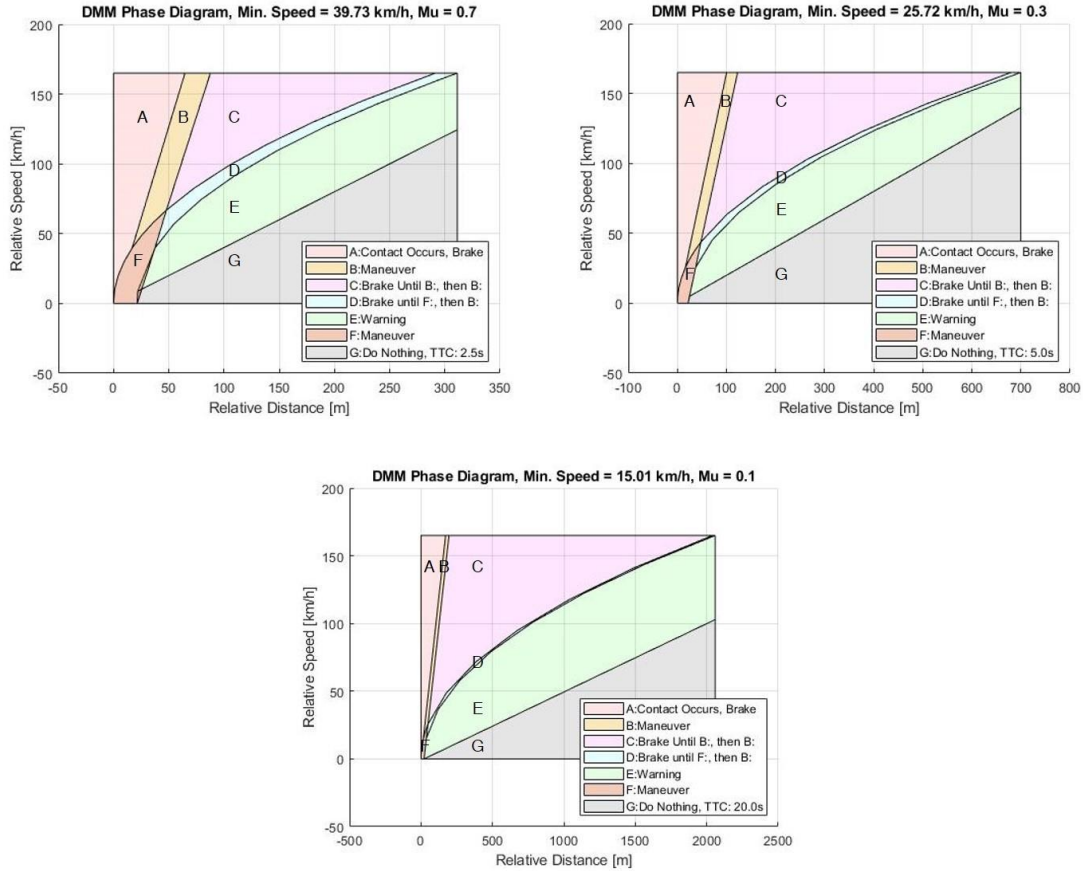 DMM Phase Diagram, Min. Speed = 39.73 km/h, Mu = 0.7
200
150
100
50
0
-50
Relative Speed [km/h]
A
B
C
D
E
F
G
A:Contact Occurs, Brake
B:Maneuver
C:Brake Until B:, then B:
D:Brake until F:, then B:
E:Warning
F:Maneuver
G:Do Nothing, TTC: 2.5s
-50 0 50 100 150 200 250 300 350
Relative Distance [m]
DMM Phase Diagram, Min. Speed = 25.72 km/h, Mu = 0.3
200
150
100
50
0
-50
Relative Speed [km/h]
A
B
C
D
E
F
G
A:Contact Occurs, Brake
B:Maneuver
C:Brake Until B:, then B:
D:Brake until F:, then B:
E:Warning
F:Maneuver
G:Do Nothing, TTC: 5.0s
-100 0 100 200 300 400 500 600 700 800
Relative Distance [m]
DMM Phase Diagram, Min. Speed = 15.01 km/h, Mu = 0.1
200
150
100
50
0
-50
Relative Speed [km/h]
A
B
C
D
E
F
G
A:Contact Occurs, Brake
B:Maneuver
C:Brake Until B:, then B:
D:Brake until F:, then B:
E:Warning
F:Maneuver
G:Do Nothing, TTC: 20.0s
-500 0 500 1000 1500 2000 2500
Relative Distance [m]